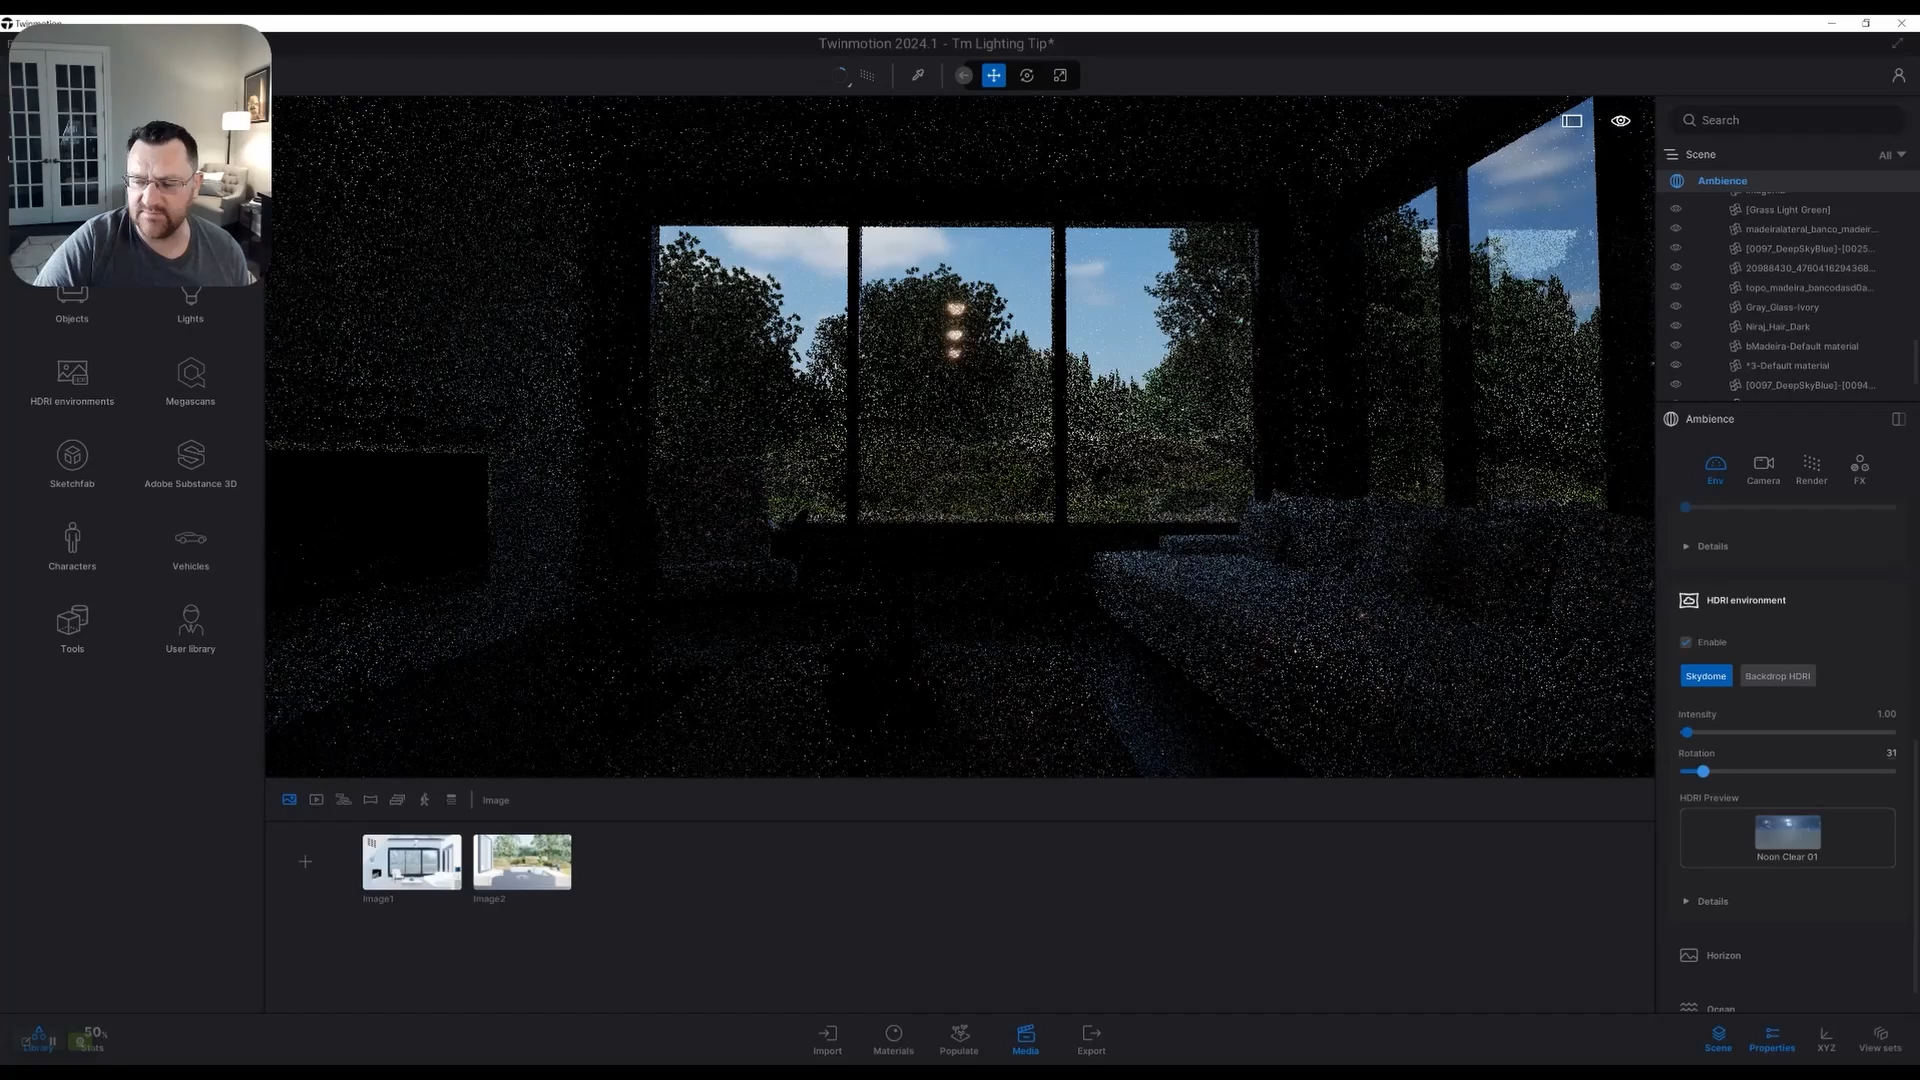 Twinmotion
Twinmotion 2024.1 - Tm Lighting Tip*
Search
Scene
All
Ambience
[Grass Light Green]
madeiralateral_banco_madeir...
[0097_DeepSkyBlue]-[0025...
20988430_4760416294368...
topo_madeira_bancodasd0a...
Gray_Glass-Ivory
Niraj_Hair_Dark
bMadeira-Default material
*3-Default material
[0097_DeepSkyBlue]-[0094...
Objects
Lights
HDRI environments
Megascans
Sketchfab
Adobe Substance 3D
Characters
Vehicles
Tools
User library
Ambience
Env
Camera
Render
FX
Details
HDRI environment
Enable
Skydome
Backdrop HDRI
Intensity
1.00
Rotation
31
HDRI Preview
Noon Clear 01
Details
Horizon
Ocean
Image
Image1
Image2
Library
50%
Stats
Import
Materials
Populate
Media
Export
Scene
Properties
XYZ
View sets